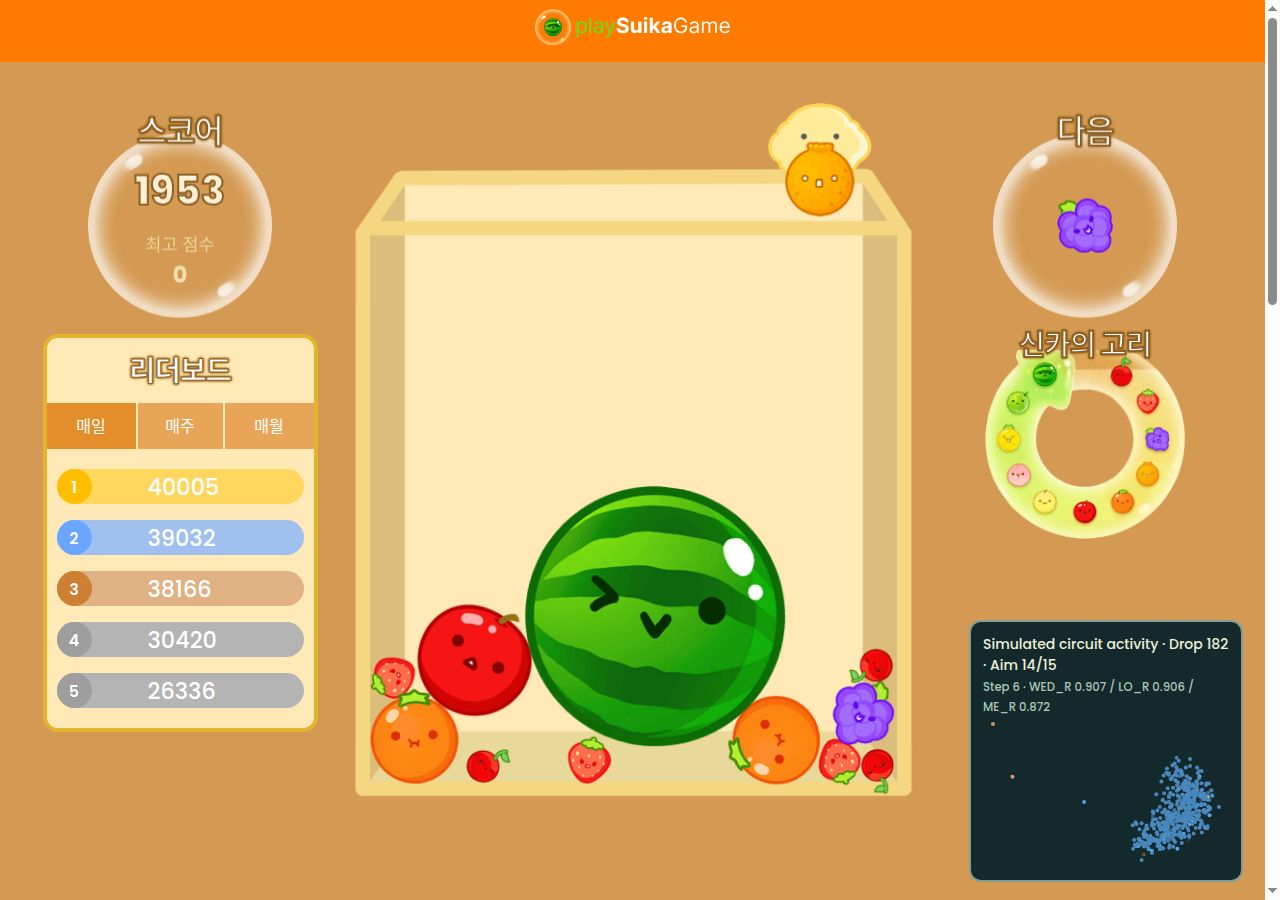 playSuikaGame
스코어
1953
최고 점수
0
다음
신카의 고리
리더보드
매일
매주
매월
1
40005
2
39032
3
38166
4
30420
5
26336
Simulated circuit activity · Drop 182
· Aim 14/15
Step 6 · WED_R 0.907 / LO_R 0.906 /
ME_R 0.872